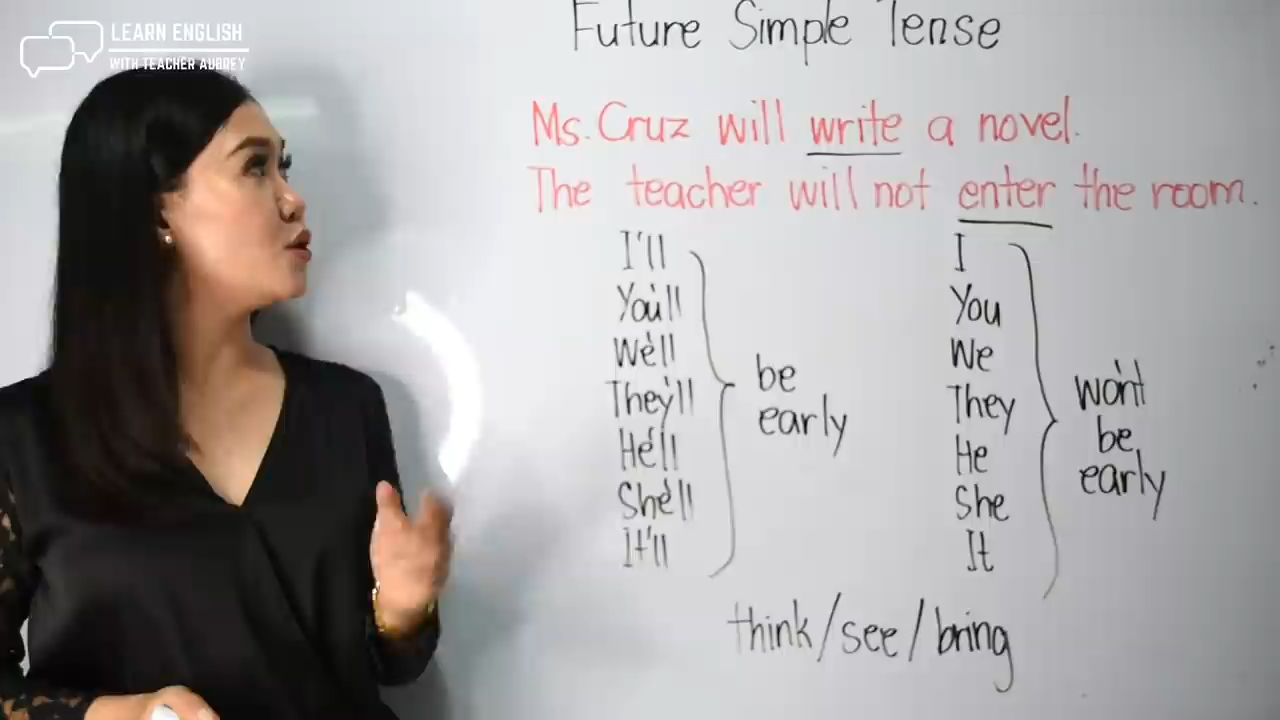 LEARN ENGLISH
WITH TEACHER AUBREY
Future Simple Tense
Ms. Cruz will write a novel.
The teacher will not enter the room.
I'll
You'll
We'll
They'll
He'll
She'll
It'll
be
early
I
You
We
They
He
She
It
won't
be
early
think/see/bring